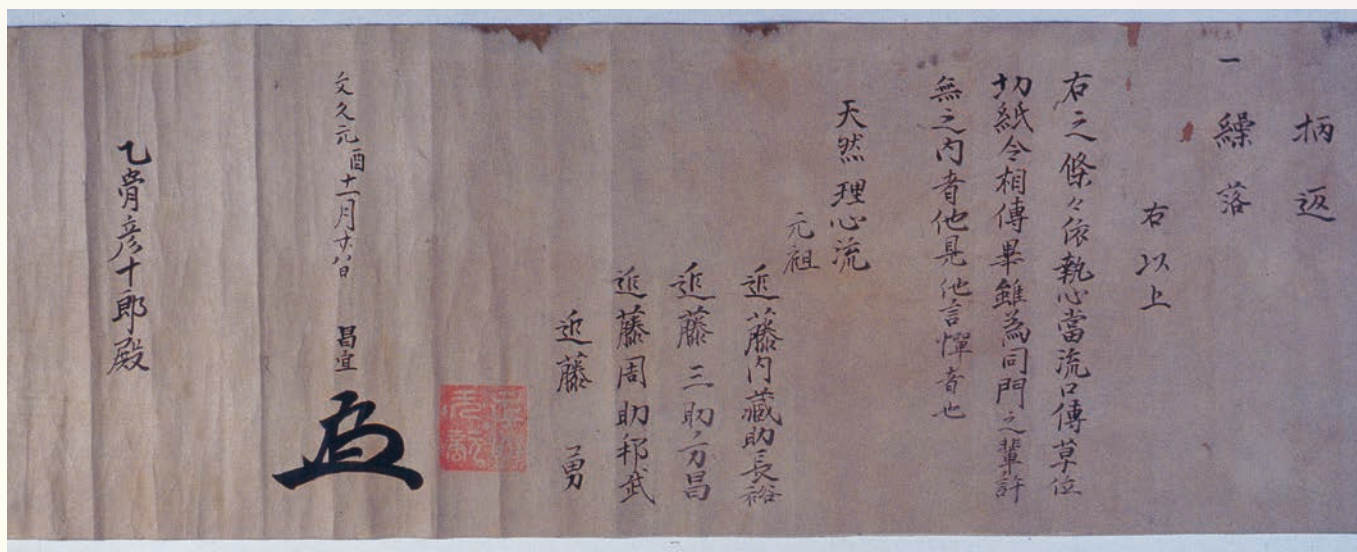 柄返
一 繰落
右以上
右之條々依執心當流口傳草位
切紙令相傳畢雖為同門之輩許
無之内者他見他言憚者也
天然理心流
元祖
近藤内蔵助長裕
近藤三助方昌
近藤周助邦武
近藤 勇
昌宜
文久元酉十一月
彦十郎殿